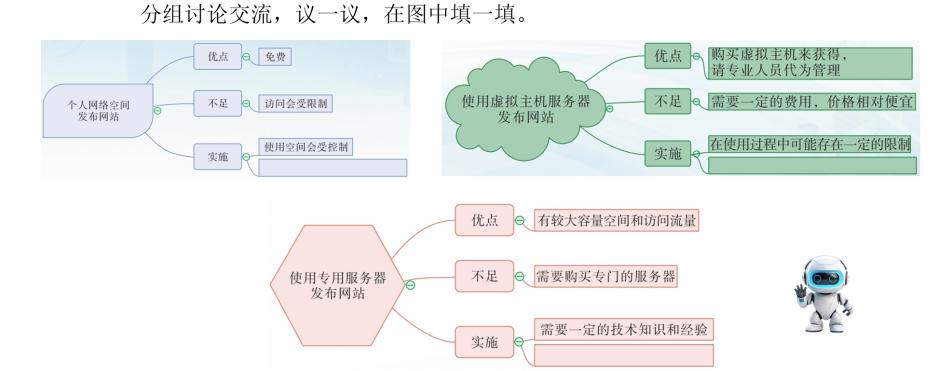 分组讨论交流，议一议，在图中填一填。
个人网络空间
发布网站
优点
免费
不足
访问会受限制
实施
使用空间会受控制
使用虚拟主机服务器
发布网站
优点
购买虚拟主机来获得，
请专业人员代为管理
不足
需要一定的费用，价格相对便宜
实施
在使用过程中可能存在一定的限制
使用专用服务器
发布网站
优点
有较大容量空间和访问流量
不足
需要购买专门的服务器
实施
需要一定的技术知识和经验